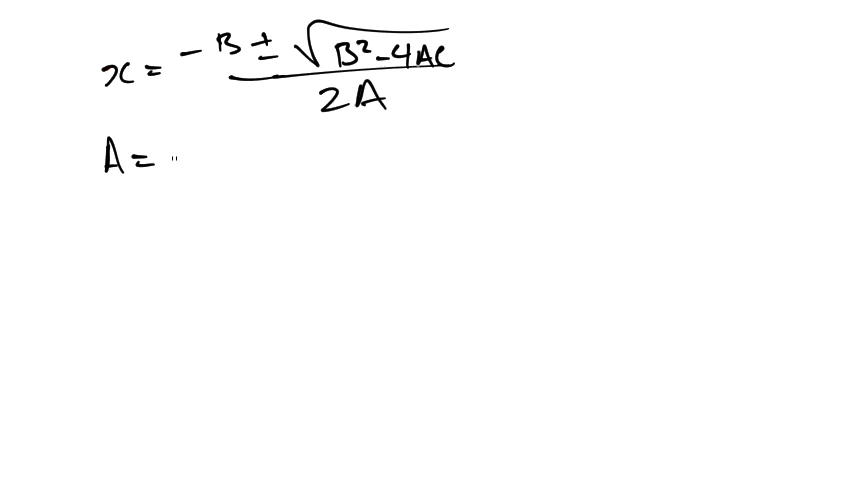 x = -B ± √(B² - 4AC) / 2A
A =